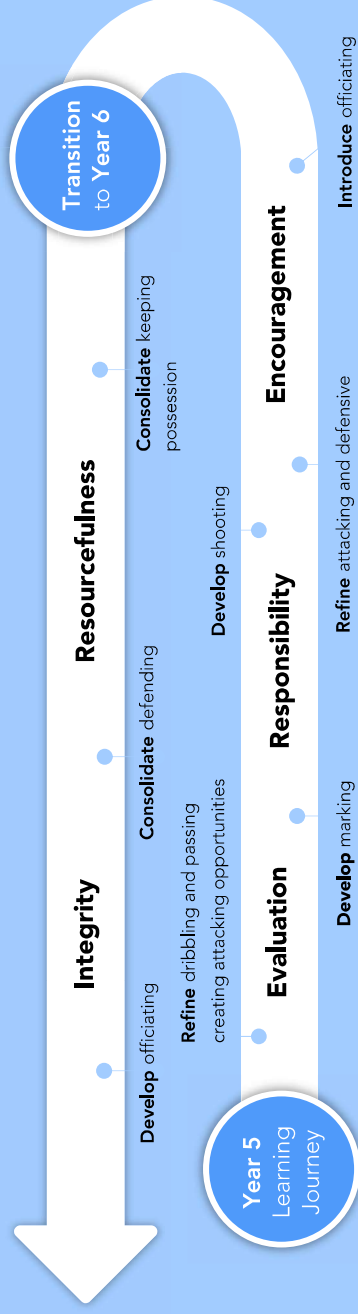 Year 5
Learning
Journey
Refine dribbling and passing
creating attacking opportunities
Evaluation
Develop marking
Responsibility
Develop shooting
Refine attacking and defensive
Encouragement
Introduce officiating
Transition
to Year 6
Consolidate keeping
possession
Resourcefulness
Consolidate defending
Integrity
Develop officiating